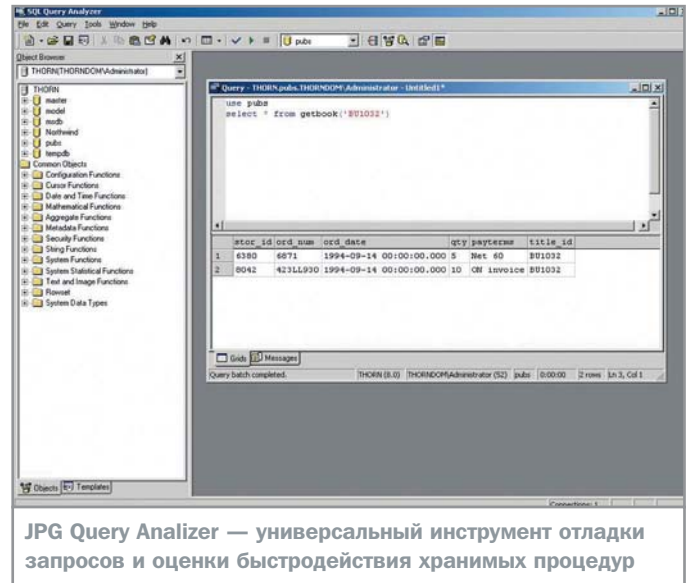 SQL Query Analyzer
File Edit Query Tools Window Help
pubs
Object Browser
THORN(THORNDOM\Administrator)
THORN
master
model
msdb
Northwind
pubs
tempdb
Common Objects
Configuration Functions
Cursor Functions
Date and Time Functions
Mathematical Functions
Aggregate Functions
Metadata Functions
Security Functions
String Functions
System Functions
System Statistical Functions
Text and Image Functions
Rowset
System Data Types
Objects Templates
Query - THORN.pubs.THORNDOM\Administrator - Untitled1*
use pubs
select * from getbook('BU1032')
stor_id ord_num ord_date qty payterms title_id
1 6380 6871 1994-09-14 00:00:00.000 5 Net 60 BU1032
2 8042 423LL930 1994-09-14 00:00:00.000 10 ON invoice BU1032
Grids Messages
Query batch completed. THORN (8.0) THORNDOM\Administrator (52) pubs 0:00:00 2 rows Ln 3, Col 1
Connections: 1
JPG Query Analizer — универсальный инструмент отладки
запросов и оценки быстродействия хранимых процедур